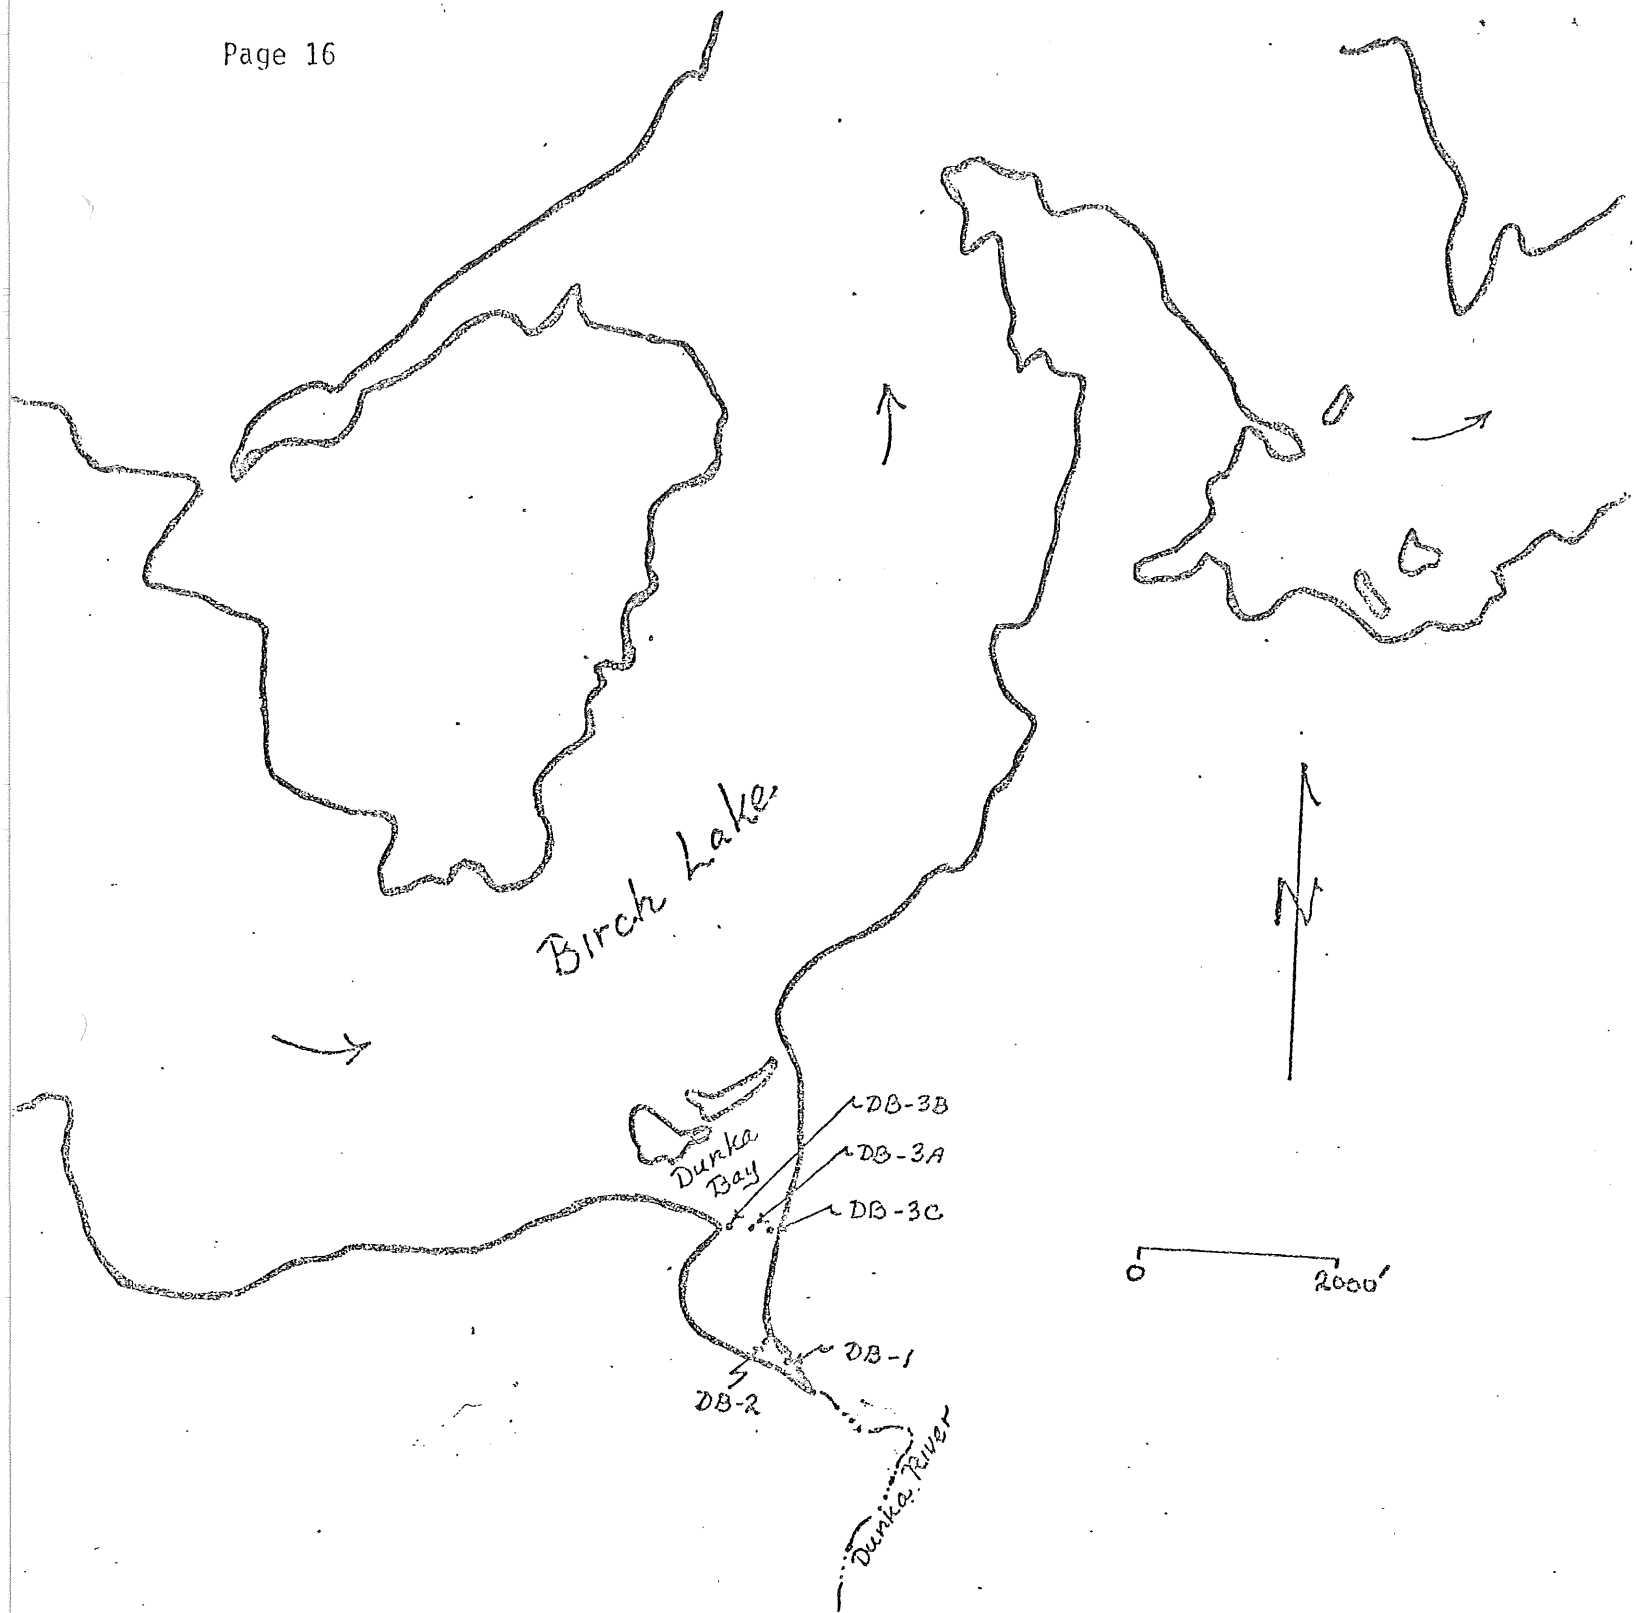 Page 16
Birch Lake
N
DB-3B
Dunka
Bay
DB-3A
DB-3C
0
2000'
DB-1
DB-2
Dunka River